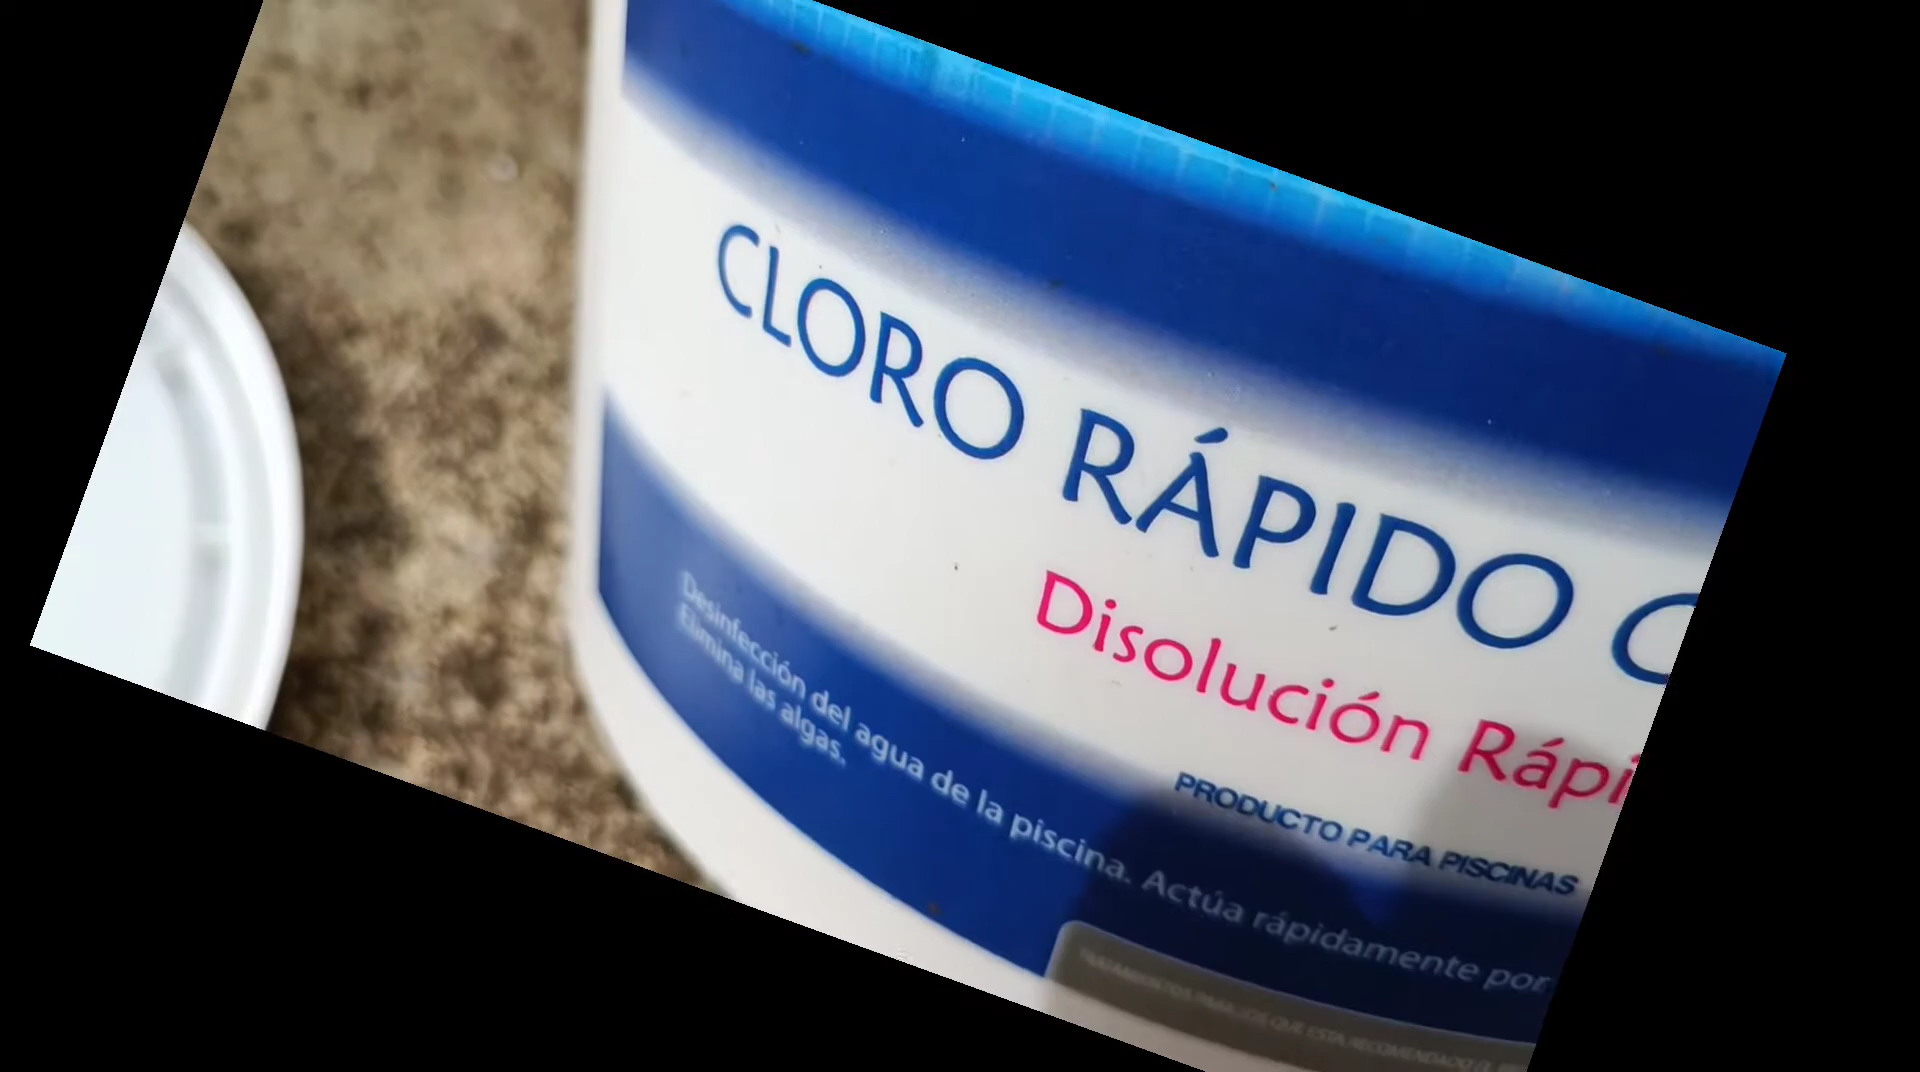 CLORO RÁPIDO
Disolución
PRODUCTO PARA PISCINAS
Desinfección del agua de la piscina. Actúa rápidamente por
Elimina las algas.